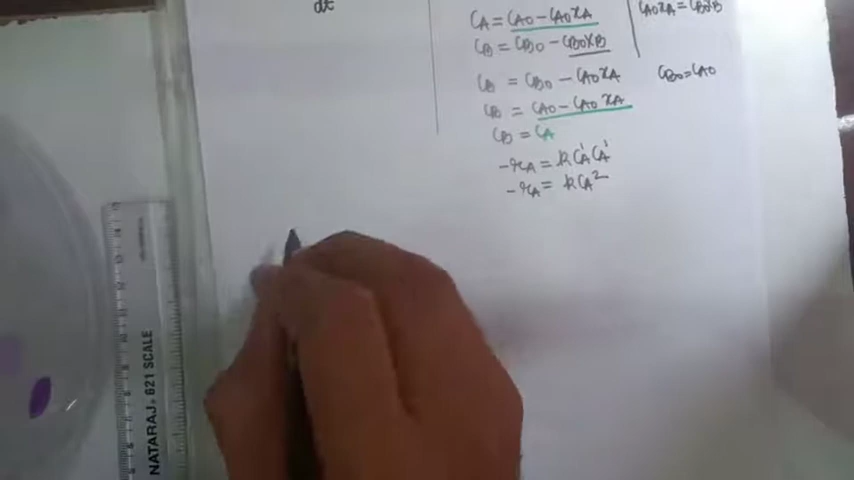 dt
CA = CA0 - CA0XA
CB = CB0 - CB0XB
CB = CB0 - CA0XA
CB = CA0 - CA0XA
CB = CA
-rA = kCA¹CA¹
-rA = kCA²
CA0XA = CB0XB
CB0 = CA0
NATARAJ 621 SCALE